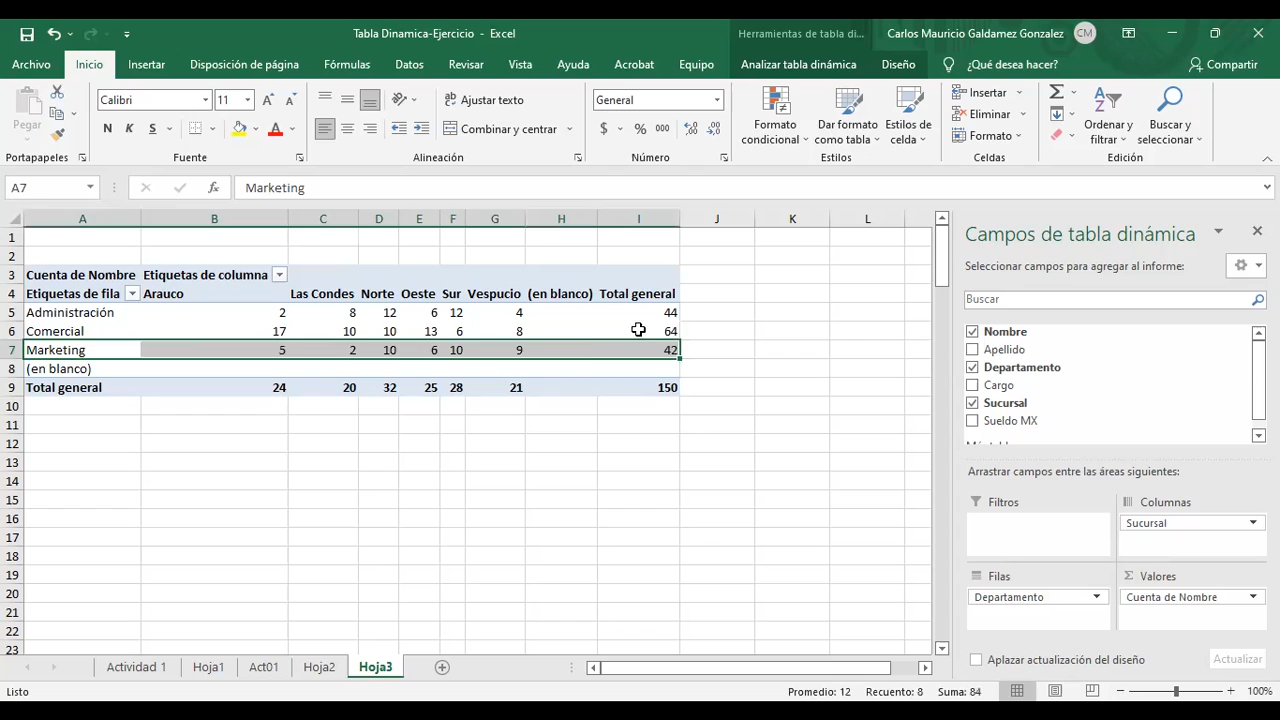 Tabla Dinamica-Ejercicio - Excel
Herramientas de tabla di...
Carlos Mauricio Galdamez Gonzalez
CM
Archivo Inicio Insertar Disposición de página Fórmulas Datos Revisar Vista Ayuda Acrobat Equipo Analizar tabla dinámica Diseño ¿Qué desea hacer? Compartir
Pegar
Calibri 11
N K S
Ajustar texto
Combinar y centrar
General
$ % 000
Formato condicional
Dar formato como tabla
Estilos de celda
Insertar
Eliminar
Formato
Ordenar y filtrar
Buscar y seleccionar
Portapapeles Fuente Alineación Número Estilos Celdas Edición
A7 fx Marketing
A B C D E F G H I J K L
1
2
3 Cuenta de Nombre Etiquetas de columna
4 Etiquetas de fila Arauco Las Condes Norte Oeste Sur Vespucio (en blanco) Total general
5 Administración 2 8 12 6 12 4 44
6 Comercial 17 10 10 13 6 8 64
7 Marketing 5 2 10 6 10 9 42
8 (en blanco)
9 Total general 24 20 32 25 28 21 150
10
11
12
13
14
15
16
17
18
19
20
21
22
23
Campos de tabla dinámica
Seleccionar campos para agregar al informe:
Buscar
Nombre
Apellido
Departamento
Cargo
Sucursal
Sueldo MX
Arrastrar campos entre las áreas siguientes:
Filtros
Columnas
Sucursal
Filas
Departamento
Σ Valores
Cuenta de Nombre
Aplazar actualización del diseño
Actualizar
Actividad 1 Hoja1 Act01 Hoja2 Hoja3
Listo
Promedio: 12 Recuento: 8 Suma: 84
100%